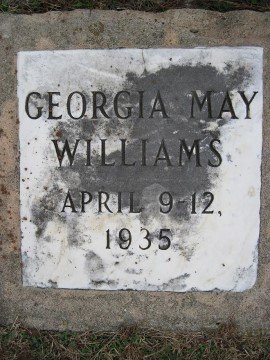 GEORGIA MAY
WILLIAMS
APRIL 9-12,
1935